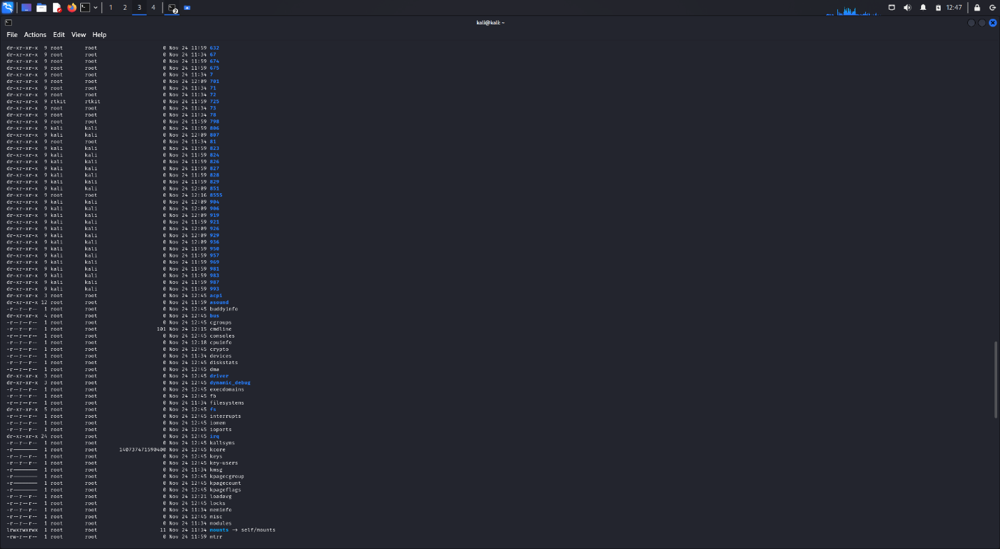 1 2 3 4 2 12:47
kali@kali: ~
File Actions Edit View Help
dr-xr-xr-x 9 root root 0 Nov 24 11:59 632
dr-xr-xr-x 9 root root 0 Nov 24 11:34 67
dr-xr-xr-x 9 root root 0 Nov 24 11:59 674
dr-xr-xr-x 9 root root 0 Nov 24 11:59 675
dr-xr-xr-x 9 root root 0 Nov 24 11:34 7
dr-xr-xr-x 9 root root 0 Nov 24 12:09 701
dr-xr-xr-x 9 root root 0 Nov 24 11:34 71
dr-xr-xr-x 9 root root 0 Nov 24 11:34 72
dr-xr-xr-x 9 rtkit rtkit 0 Nov 24 11:59 725
dr-xr-xr-x 9 root root 0 Nov 24 11:34 73
dr-xr-xr-x 9 root root 0 Nov 24 11:34 78
dr-xr-xr-x 9 root root 0 Nov 24 11:59 798
dr-xr-xr-x 9 kali kali 0 Nov 24 11:59 806
dr-xr-xr-x 9 kali kali 0 Nov 24 12:09 807
dr-xr-xr-x 9 root root 0 Nov 24 11:34 81
dr-xr-xr-x 9 kali kali 0 Nov 24 11:59 823
dr-xr-xr-x 9 kali kali 0 Nov 24 11:59 824
dr-xr-xr-x 9 kali kali 0 Nov 24 11:59 826
dr-xr-xr-x 9 kali kali 0 Nov 24 11:59 827
dr-xr-xr-x 9 kali kali 0 Nov 24 11:59 828
dr-xr-xr-x 9 kali kali 0 Nov 24 11:59 829
dr-xr-xr-x 9 kali kali 0 Nov 24 12:09 851
dr-xr-xr-x 9 root root 0 Nov 24 12:16 8555
dr-xr-xr-x 9 kali kali 0 Nov 24 12:09 904
dr-xr-xr-x 9 kali kali 0 Nov 24 12:09 906
dr-xr-xr-x 9 kali kali 0 Nov 24 12:09 919
dr-xr-xr-x 9 kali kali 0 Nov 24 11:59 921
dr-xr-xr-x 9 kali kali 0 Nov 24 12:09 926
dr-xr-xr-x 9 kali kali 0 Nov 24 12:09 929
dr-xr-xr-x 9 kali kali 0 Nov 24 12:09 936
dr-xr-xr-x 9 kali kali 0 Nov 24 11:59 950
dr-xr-xr-x 9 kali kali 0 Nov 24 11:59 957
dr-xr-xr-x 9 kali kali 0 Nov 24 11:59 969
dr-xr-xr-x 9 kali kali 0 Nov 24 11:59 981
dr-xr-xr-x 9 kali kali 0 Nov 24 11:59 983
dr-xr-xr-x 9 kali kali 0 Nov 24 11:59 987
dr-xr-xr-x 9 kali kali 0 Nov 24 11:59 993
dr-xr-xr-x 3 root root 0 Nov 24 12:45 acpi
dr-xr-xr-x 12 root root 0 Nov 24 11:59 asound
-r--r--r-- 1 root root 0 Nov 24 12:45 buddyinfo
dr-xr-xr-x 4 root root 0 Nov 24 12:45 bus
-r--r--r-- 1 root root 0 Nov 24 12:45 cgroups
-r--r--r-- 1 root root 101 Nov 24 12:15 cmdline
-r--r--r-- 1 root root 0 Nov 24 12:45 consoles
-r--r--r-- 1 root root 0 Nov 24 12:18 cpuinfo
-r--r--r-- 1 root root 0 Nov 24 12:45 crypto
-r--r--r-- 1 root root 0 Nov 24 11:34 devices
-r--r--r-- 1 root root 0 Nov 24 12:45 diskstats
-r--r--r-- 1 root root 0 Nov 24 12:45 dma
dr-xr-xr-x 3 root root 0 Nov 24 12:45 driver
dr-xr-xr-x 3 root root 0 Nov 24 12:45 dynamic_debug
-r--r--r-- 1 root root 0 Nov 24 12:45 execdomains
-r--r--r-- 1 root root 0 Nov 24 12:45 fb
-r--r--r-- 1 root root 0 Nov 24 11:34 filesystems
dr-xr-xr-x 5 root root 0 Nov 24 12:45 fs
-r--r--r-- 1 root root 0 Nov 24 12:45 interrupts
-r--r--r-- 1 root root 0 Nov 24 12:45 iomem
-r--r--r-- 1 root root 0 Nov 24 12:45 ioports
dr-xr-xr-x 24 root root 0 Nov 24 12:45 irq
-r--r--r-- 1 root root 0 Nov 24 12:45 kallsyms
-r-------- 1 root root 140737471590400 Nov 24 12:45 kcore
-r--r--r-- 1 root root 0 Nov 24 12:45 keys
-r--r--r-- 1 root root 0 Nov 24 12:45 key-users
-r-------- 1 root root 0 Nov 24 11:34 kmsg
-r-------- 1 root root 0 Nov 24 12:45 kpagecgroup
-r-------- 1 root root 0 Nov 24 12:45 kpagecount
-r-------- 1 root root 0 Nov 24 12:45 kpageflags
-r--r--r-- 1 root root 0 Nov 24 12:21 loadavg
-r--r--r-- 1 root root 0 Nov 24 12:45 locks
-r--r--r-- 1 root root 0 Nov 24 11:34 meminfo
-r--r--r-- 1 root root 0 Nov 24 12:45 misc
-r--r--r-- 1 root root 0 Nov 24 11:34 modules
lrwxrwxrwx 1 root root 11 Nov 24 11:34 mounts → self/mounts
-rw-r--r-- 1 root root 0 Nov 24 11:59 mtrr